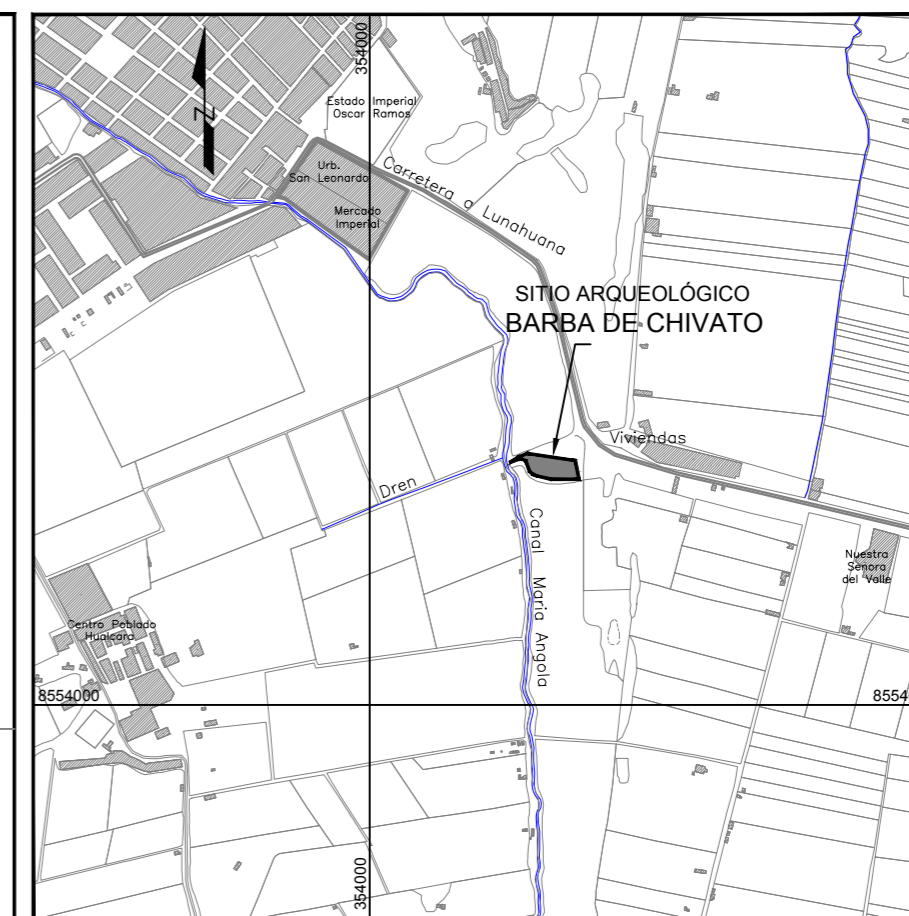 354000
N
Estado Imperial
Oscar Ramos
Urb.
San Leonardo
Mercado
Imperial
Carretera a Lunahuana
SITIO ARQUEOLÓGICO
BARBA DE CHIVATO
Viviendas
Dren
Canal Maria Angola
Nuestra
Senora
del Valle
Centro Poblado
Hualcara
8554000
8554
354000